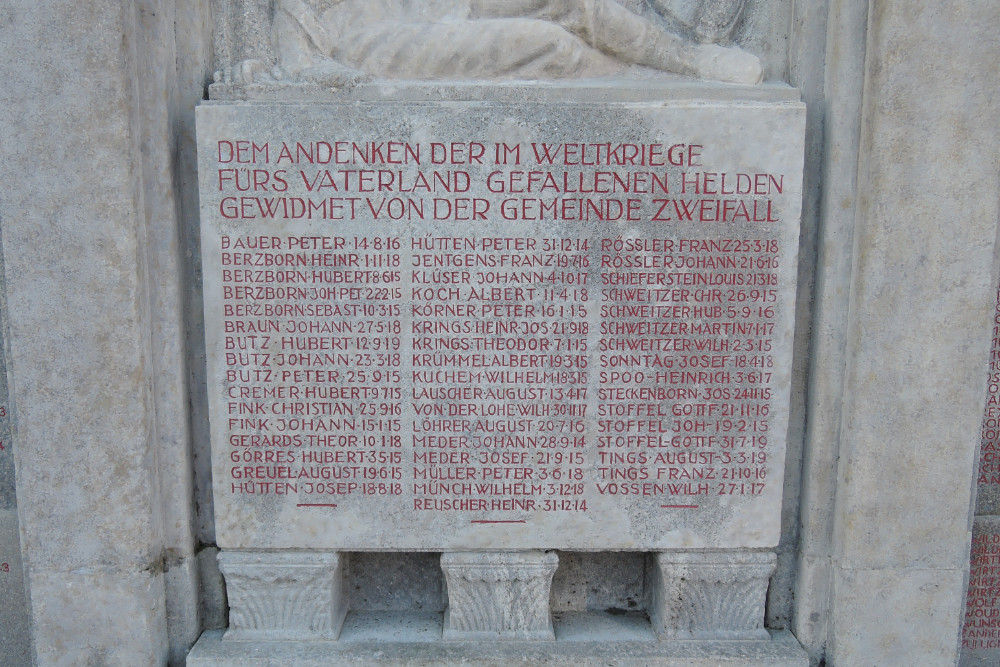 DEM ANDENKEN DER IM WELTKRIEGE
FÜRS VATERLAND GEFALLENEN HELDEN
GEWIDMET·VON DER GEMEINDE ZWEIFALL
BAUER·PETER·14·8·16
BERZBORN·HEINR·1·11·18
BERZBORN·HUBERT·8·6·15
BERZBORN·JOH·PET·22·2·15
BERZBORN·SEBAST·10·3·15
BRAUN·JOHANN·27·5·18
BUTZ·HUBERT·12·9·19
BUTZ·JOHANN·23·3·18
BUTZ·PETER·25·9·15
CREMER·HUBERT·9·7·15
FINK·CHRISTIAN·25·9·16
FINK·JOHANN·15·1·15
GERARDS·THEOR·10·1·18
GÖRRES·HUBERT·3·5·15
GREUEL·AUGUST·19·6·15
HÜTTEN·JOSEP·18·8·18
HÜTTEN·PETER·31·12·14
JENTGENS·FRANZ·19·7·16
KLÜSER·JOHANN·4·10·17
KOCH·ALBERT·11·4·18
KÖRNER·PETER·16·1·15
KRINGS·HEINR·JOS·21·9·18
KRINGS·THEODOR·7·1·15
KRÜMMEL·ALBERT·19·3·15
KUCHEM·WILHELM·18·3·15
LAUSCHER·AUGUST·13·4·17
VON DER LOHE·WILH·30·11·17
LÖHRER·AUGUST·20·7·16
MEDER·JOHANN·28·9·14
MEDER·JOSEF·21·9·15
MÜLLER·PETER·3·6·18
MÜNCH·WILHELM·3·12·18
REUSCHER·HEINR·31·12·14
RÖSSLER·FRANZ·25·3·18
RÖSSLER·JOHANN·21·6·16
SCHIEFERSTEIN·LOUIS·21·3·18
SCHWEITZER·CHR·26·9·15
SCHWEITZER·HUB·5·9·16
SCHWEITZER·MARTIN·7·1·17
SCHWEITZER·WILH·2·3·15
SONNTAG·JOSEF·18·4·18
SPOO·HEINRICH·3·6·17
STECKENBORN·JOS·24·11·15
STOFFEL·GOTTF·21·11·16
STOFFEL·JOH·19·2·15
STOFFEL·GOTTF·31·7·19
TINGS·AUGUST·3·3·19
TINGS·FRANZ·21·10·16
VOSSEN·WILH·27·1·17